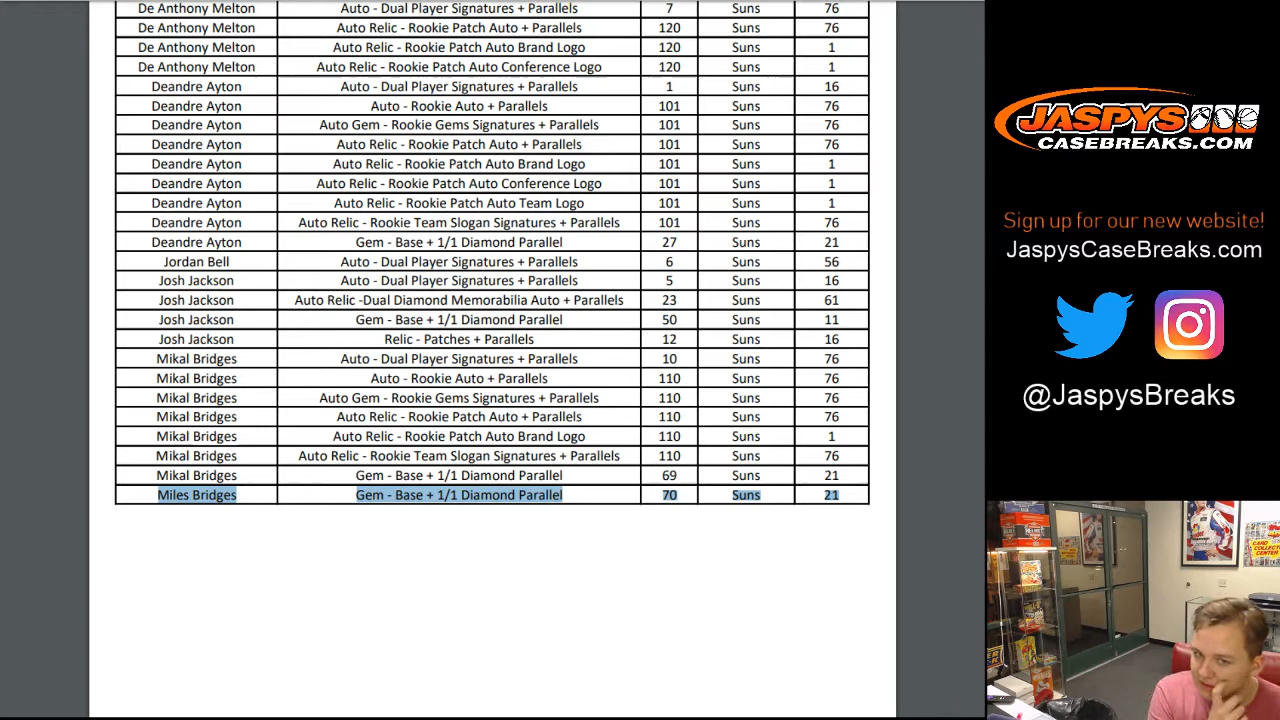 De Anthony Melton Auto - Dual Player Signatures + Parallels 7 Suns 76
De Anthony Melton Auto Relic - Rookie Patch Auto + Parallels 120 Suns 76
De Anthony Melton Auto Relic - Rookie Patch Auto Brand Logo 120 Suns 1
De Anthony Melton Auto Relic - Rookie Patch Auto Conference Logo 120 Suns 1
Deandre Ayton Auto - Dual Player Signatures + Parallels 1 Suns 16
Deandre Ayton Auto - Rookie Auto + Parallels 101 Suns 76
Deandre Ayton Auto Gem - Rookie Gems Signatures + Parallels 101 Suns 76
Deandre Ayton Auto Relic - Rookie Patch Auto + Parallels 101 Suns 76
Deandre Ayton Auto Relic - Rookie Patch Auto Brand Logo 101 Suns 1
Deandre Ayton Auto Relic - Rookie Patch Auto Conference Logo 101 Suns 1
Deandre Ayton Auto Relic - Rookie Patch Auto Team Logo 101 Suns 1
Deandre Ayton Auto Relic - Rookie Team Slogan Signatures + Parallels 101 Suns 76
Deandre Ayton Gem - Base + 1/1 Diamond Parallel 27 Suns 21
Jordan Bell Auto - Dual Player Signatures + Parallels 6 Suns 56
Josh Jackson Auto - Dual Player Signatures + Parallels 5 Suns 16
Josh Jackson Auto Relic -Dual Diamond Memorabilia Auto + Parallels 23 Suns 61
Josh Jackson Gem - Base + 1/1 Diamond Parallel 50 Suns 11
Josh Jackson Relic - Patches + Parallels 12 Suns 16
Mikal Bridges Auto - Dual Player Signatures + Parallels 10 Suns 76
Mikal Bridges Auto - Rookie Auto + Parallels 110 Suns 76
Mikal Bridges Auto Gem - Rookie Gems Signatures + Parallels 110 Suns 76
Mikal Bridges Auto Relic - Rookie Patch Auto + Parallels 110 Suns 76
Mikal Bridges Auto Relic - Rookie Patch Auto Brand Logo 110 Suns 1
Mikal Bridges Auto Relic - Rookie Team Slogan Signatures + Parallels 110 Suns 76
Mikal Bridges Gem - Base + 1/1 Diamond Parallel 69 Suns 21
Miles Bridges Gem - Base + 1/1 Diamond Parallel 70 Suns 21
JASPYS
CASEBREAKS.COM
Sign up for our new website!
JaspysCaseBreaks.com
@JaspysBreaks